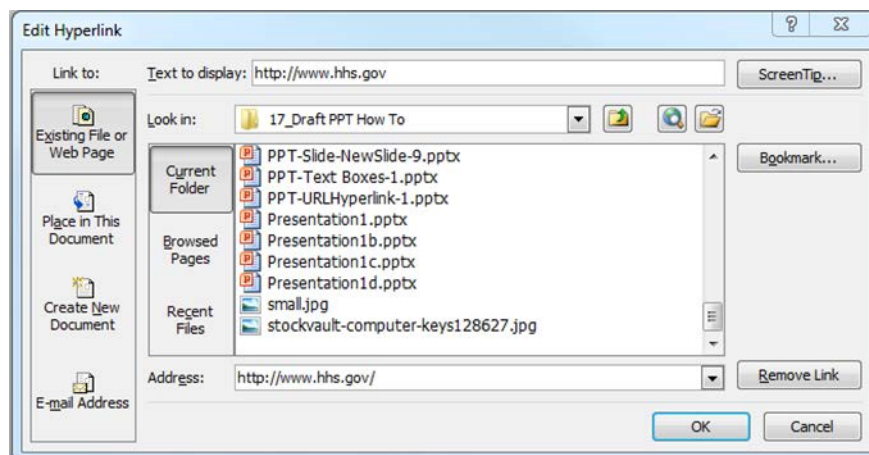 Edit Hyperlink
Link to:
Text to display: http://www.hhs.gov
ScreenTip...
Existing File or
Web Page
Look in: 17_Draft PPT How To
Current
Folder
PPT-Slide-NewSlide-9.pptx
PPT-Text Boxes-1.pptx
PPT-URLHyperlink-1.pptx
Presentation1.pptx
Presentation1b.pptx
Presentation1c.pptx
Presentation1d.pptx
small.jpg
stockvault-computer-keys128627.jpg
Bookmark...
Place in This
Document
Browsed
Pages
Create New
Document
Recent
Files
E-mail Address
Address: http://www.hhs.gov/
Remove Link
OK
Cancel